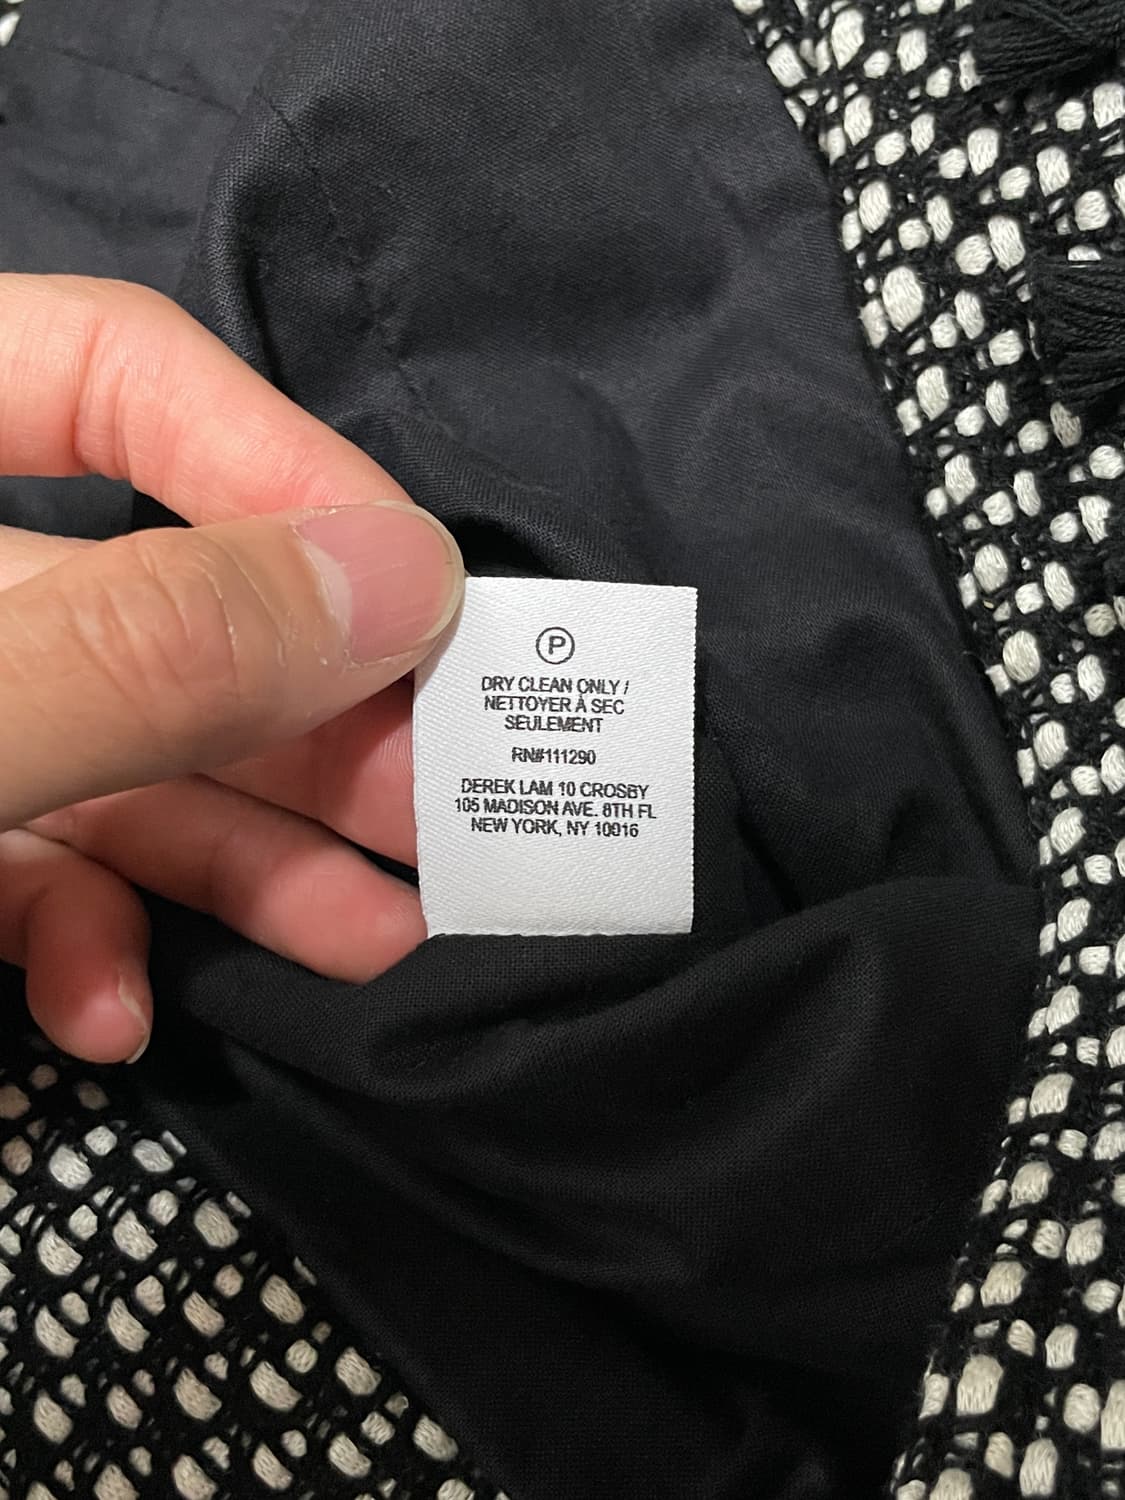 P
DRY CLEAN ONLY /
NETTOYER À SEC
SEULEMENT
RN#111290
DEREK LAM 10 CROSBY
105 MADISON AVE. 8TH FL
NEW YORK, NY 10016